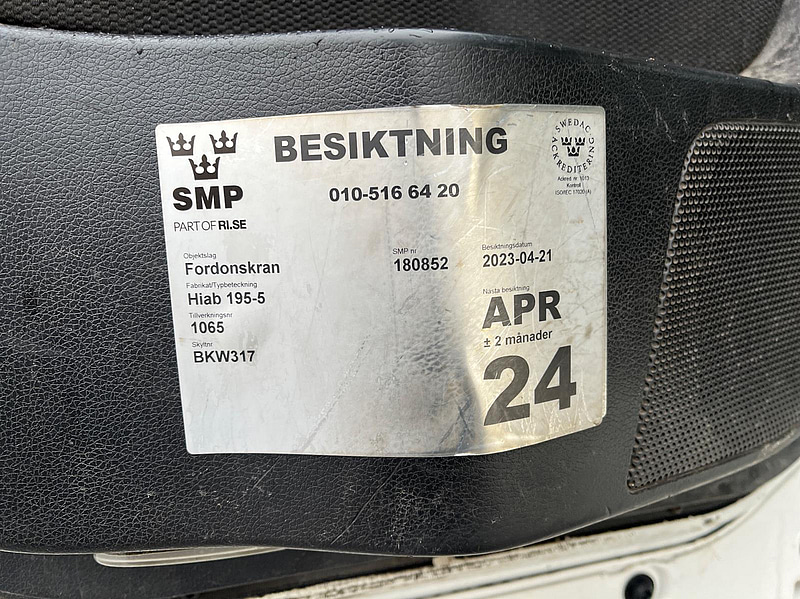 BESIKTNING
SMP
PART OF RI.SE
010-516 64 20
SWEDAC
ACKREDITERING
Kontroll
Objektslag
Fordonskran
SMP nr
180852
Besiktningsdatum
2023-04-21
Fabrikat/Typbeteckning
Hiab 195-5
Tillverkningsnr
1065
Skyltnr
BKW317
Nästa besiktning
APR
± 2 månader
24